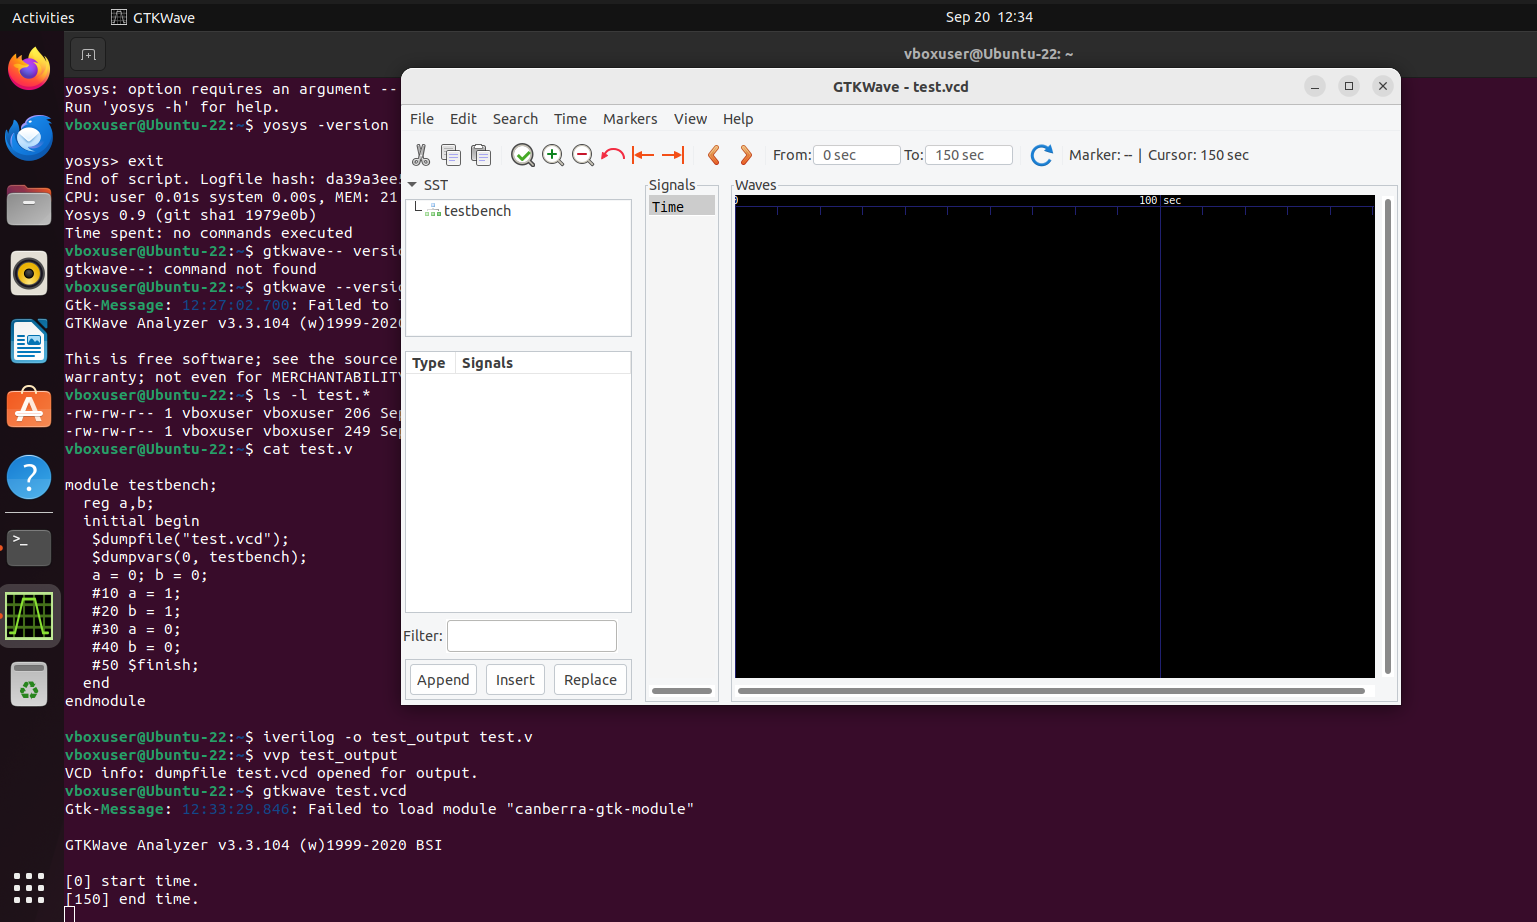 Activities
GTKWave
Sep 20 12:34
vboxuser@Ubuntu-22: ~
yosys: option requires an argument --
Run 'yosys -h' for help.
vboxuser@Ubuntu-22:~$ yosys -version
yosys> exit
End of script. Logfile hash: da39a3ee5
CPU: user 0.01s system 0.00s, MEM: 21
Yosys 0.9 (git sha1 1979e0b)
Time spent: no commands executed
vboxuser@Ubuntu-22:~$ gtkwave-- versio
gtkwave--: command not found
vboxuser@Ubuntu-22:~$ gtkwave --versio
Gtk-Message: 12:27:02.700: Failed to l
GTKWave Analyzer v3.3.104 (w)1999-2020
This is free software; see the source
warranty; not even for MERCHANTABILITY
vboxuser@Ubuntu-22:~$ ls -l test.*
-rw-rw-r-- 1 vboxuser vboxuser 206 Sep
-rw-rw-r-- 1 vboxuser vboxuser 249 Sep
vboxuser@Ubuntu-22:~$ cat test.v
module testbench;
reg a,b;
initial begin
$dumpfile("test.vcd");
$dumpvars(0, testbench);
a = 0; b = 0;
#10 a = 1;
#20 b = 1;
#30 a = 0;
#40 b = 0;
#50 $finish;
end
endmodule
vboxuser@Ubuntu-22:~$ iverilog -o test_output test.v
vboxuser@Ubuntu-22:~$ vvp test_output
VCD info: dumpfile test.vcd opened for output.
vboxuser@Ubuntu-22:~$ gtkwave test.vcd
Gtk-Message: 12:33:29.846: Failed to load module "canberra-gtk-module"
GTKWave Analyzer v3.3.104 (w)1999-2020 BSI
[0] start time.
[150] end time.
GTKWave - test.vcd
File Edit Search Time Markers View Help
From: 0 sec To: 150 sec Marker: -- | Cursor: 150 sec
SST
testbench
Type Signals
Filter:
Append Insert Replace
Signals
Time
Waves
0 100 sec